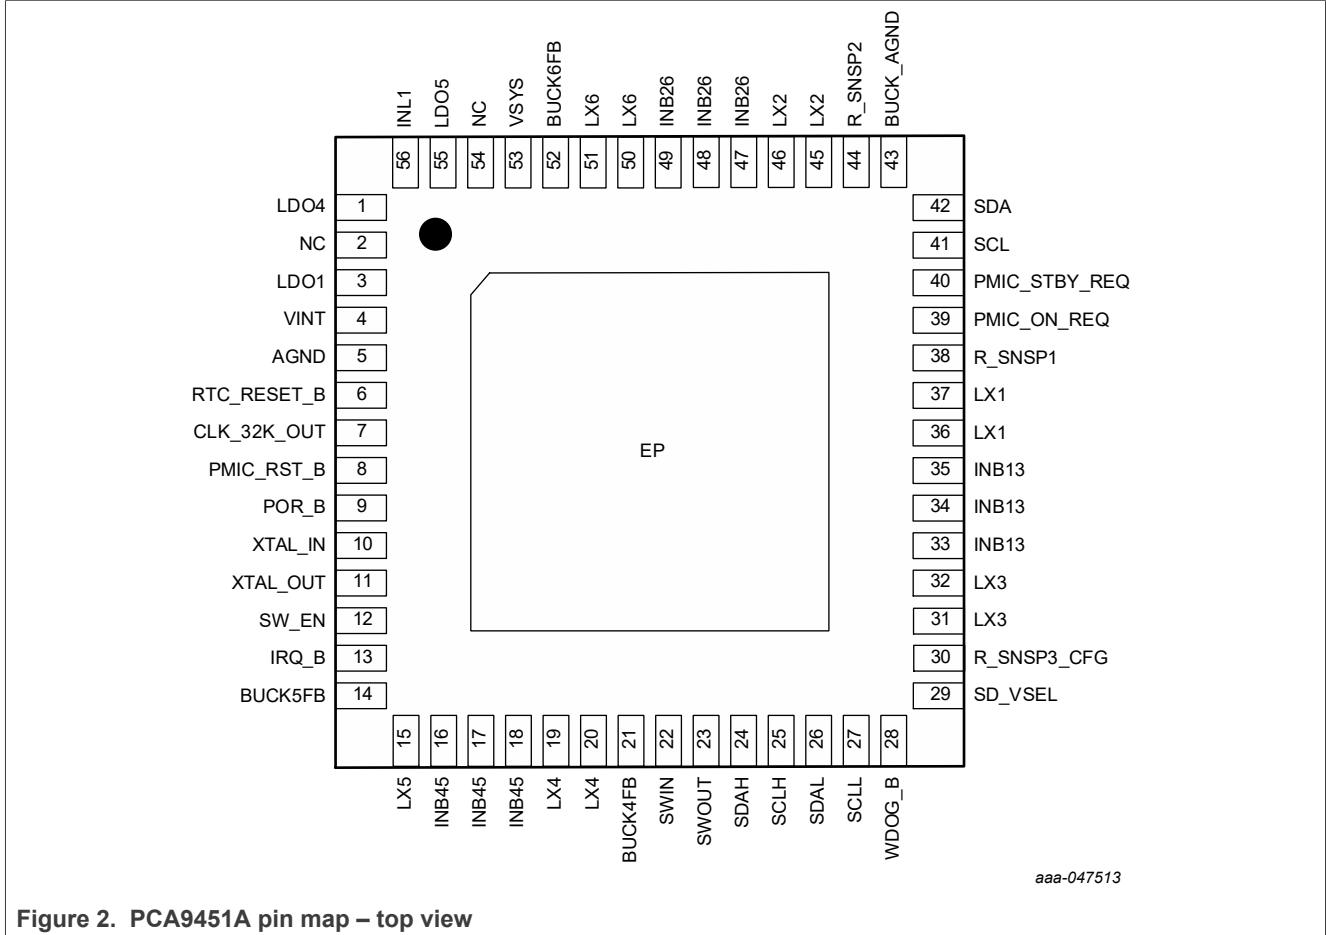 INL1
LDO5
NC
VSYS
BUCK6FB
LX6
LX6
INB26
INB26
INB26
LX2
LX2
R_SNSP2
BUCK_AGND
56
55
54
53
52
51
50
49
48
47
46
45
44
43
LDO4 1
NC 2
LDO1 3
VINT 4
AGND 5
RTC_RESET_B 6
CLK_32K_OUT 7
PMIC_RST_B 8
POR_B 9
XTAL_IN 10
XTAL_OUT 11
SW_EN 12
IRQ_B 13
BUCK5FB 14
EP
42 SDA
41 SCL
40 PMIC_STBY_REQ
39 PMIC_ON_REQ
38 R_SNSP1
37 LX1
36 LX1
35 INB13
34 INB13
33 INB13
32 LX3
31 LX3
30 R_SNSP3_CFG
29 SD_VSEL
15
16
17
18
19
20
21
22
23
24
25
26
27
28
LX5
INB45
INB45
INB45
LX4
LX4
BUCK4FB
SWIN
SWOUT
SDAH
SCLH
SDAL
SCLL
WDOG_B
aaa-047513
Figure 2. PCA9451A pin map – top view